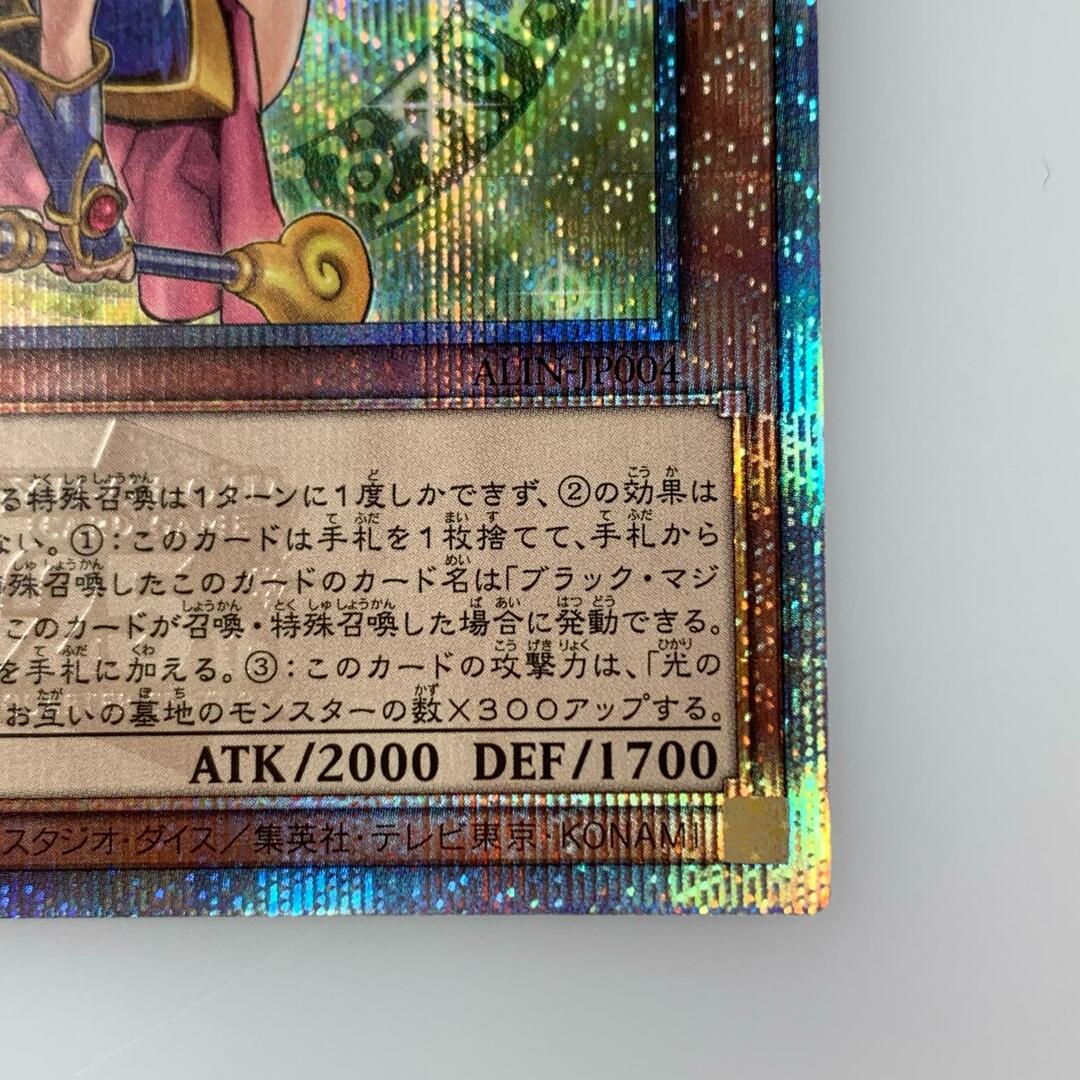 ALIN-JP004
る特殊召喚は1ターンに1度しかできず、②の効果は
ない。①:このカードは手札を1枚捨てて、手札から
殊召喚したこのカードのカード名は「ブラック・マジ
このカードが召喚・特殊召喚した場合に発動できる。
を手札に加える。③:このカードの攻撃力は、「光の
お互いの墓地のモンスターの数×300アップする。
ATK/2000 DEF/1700
スタジオ・ダイス/集英社・テレビ東京・KONAMI